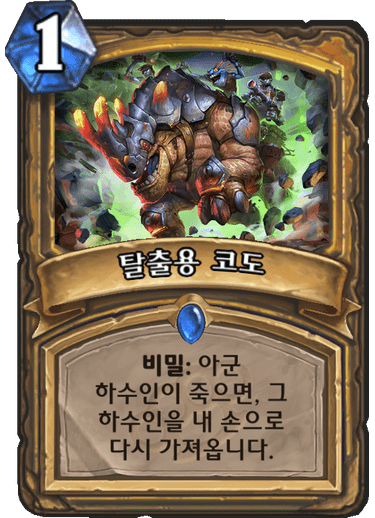 1
탈출용 코도
비밀: 아군
하수인이 죽으면, 그
하수인을 내 손으로
다시 가져옵니다.